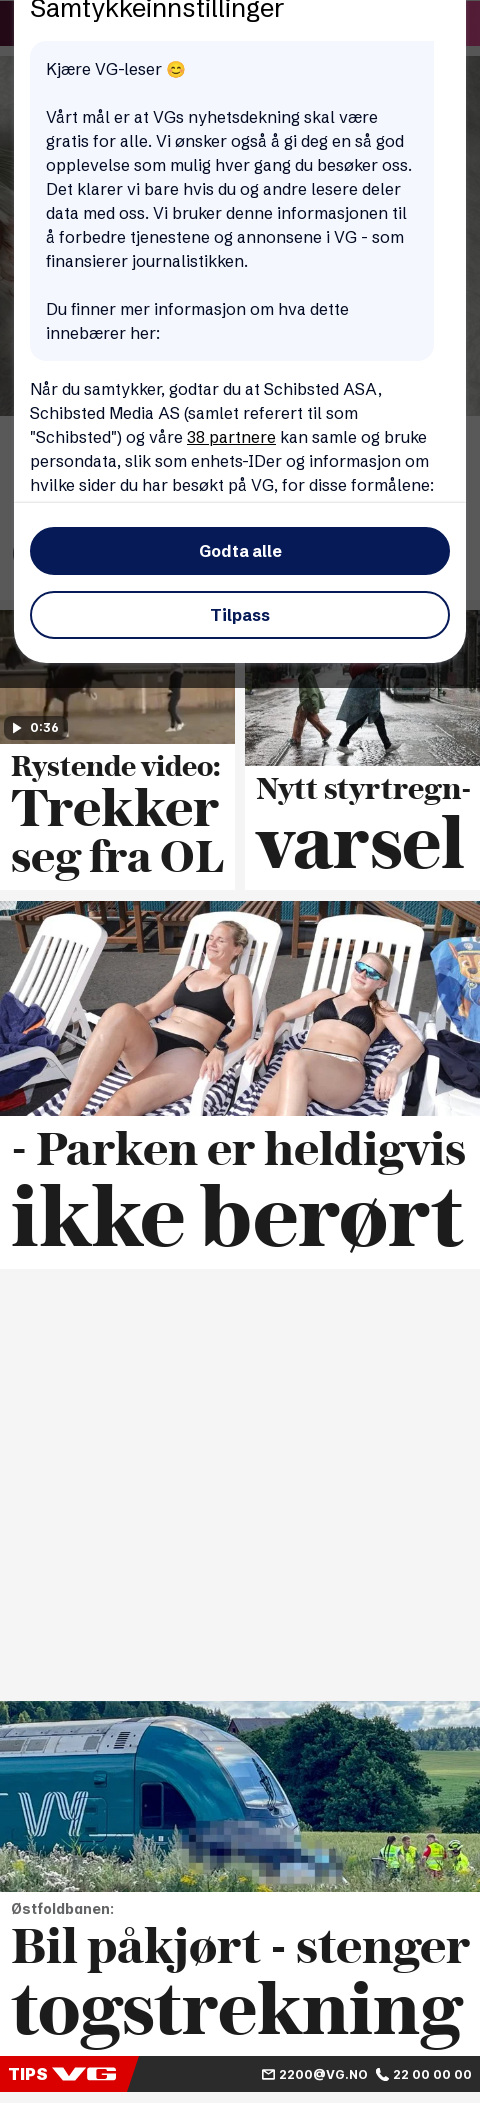 Samtykkeinnstillinger
Kjære VG-leser 😊
Vårt mål er at VGs nyhetsdekning skal være
gratis for alle. Vi ønsker også å gi deg en så god
opplevelse som mulig hver gang du besøker oss.
Det klarer vi bare hvis du og andre lesere deler
data med oss. Vi bruker denne informasjonen til
å forbedre tjenestene og annonsene i VG - som
finansierer journalistikken.
Du finner mer informasjon om hva dette
innebærer her:
Når du samtykker, godtar du at Schibsted ASA,
Schibsted Media AS (samlet referert til som
"Schibsted") og våre 38 partnere kan samle og bruke
persondata, slik som enhets-IDer og informasjon om
hvilke sider du har besøkt på VG, for disse formålene:
Godta alle
Tilpass
0:36
Rystende video:
Trekker
seg fra OL
Nytt styrtregn-
varsel
- Parken er heldigvis
ikke berørt
VY
Østfoldbanen:
Bil påkjørt - stenger
togstrekning
TIPS VG 2200@VG.NO 22 00 00 00